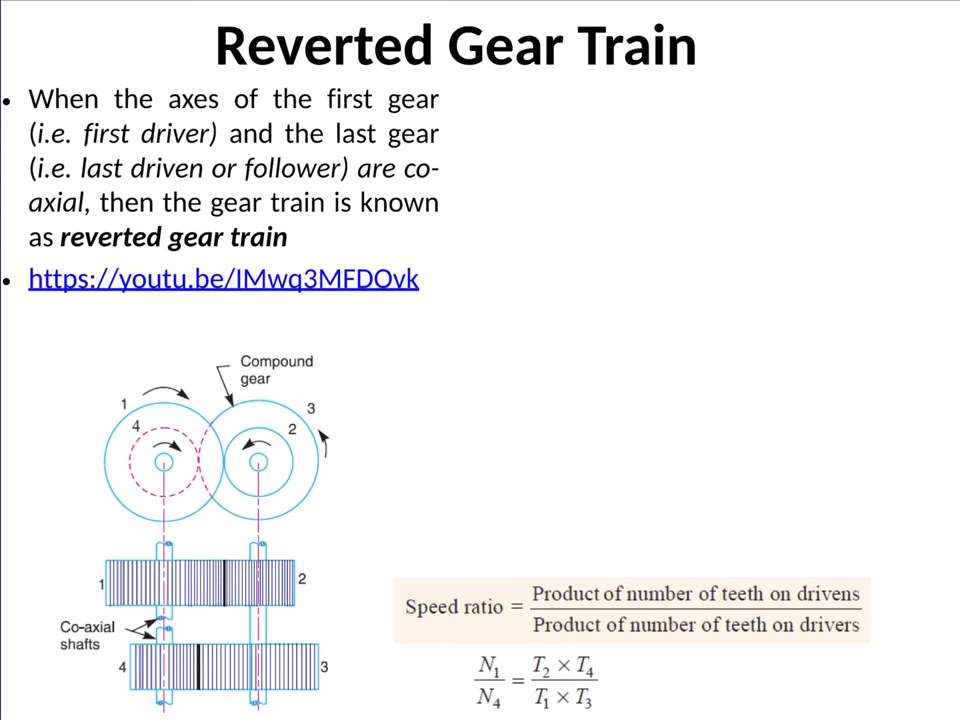 Reverted Gear Train
• When the axes of the first gear
(i.e. first driver) and the last gear
(i.e. last driven or follower) are co-
axial, then the gear train is known
as reverted gear train
• https://youtu.be/IMwq3MFDOvk
Compound
gear
1
3
4
2
1
2
Co-axial
shafts
4
3
Speed ratio = Product of number of teeth on drivens / Product of number of teeth on drivers
N₁ / N₄ = T₂ × T₄ / T₁ × T₃